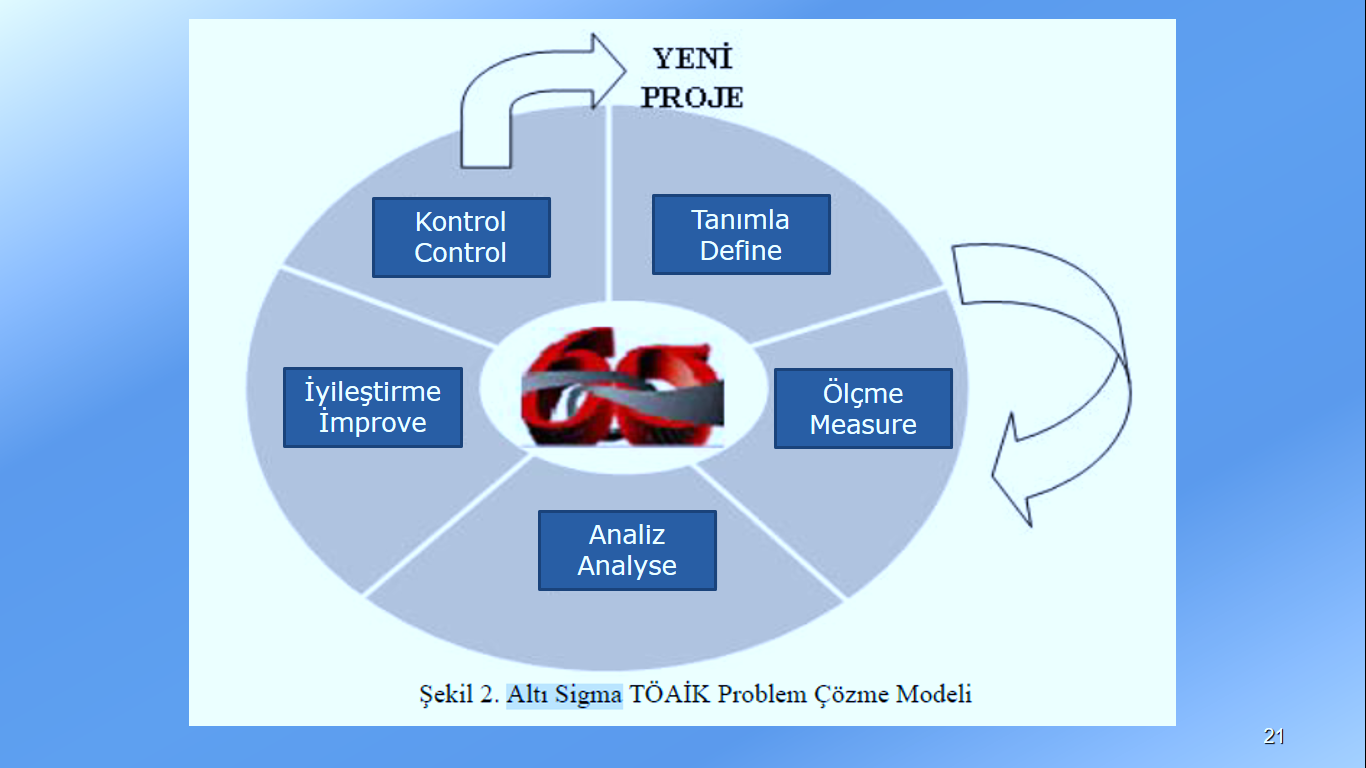 YENİ
PROJE
Kontrol
Control
Tanımla
Define
İyileştirme
İmprove
6σ
Ölçme
Measure
Analiz
Analyse
Şekil 2. Altı Sigma TÖAİK Problem Çözme Modeli
21